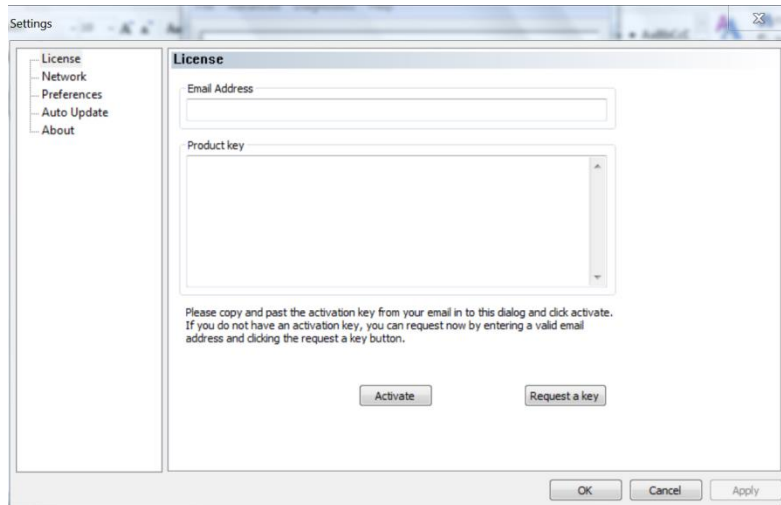 Settings
License
Network
Preferences
Auto Update
About
License
Email Address
Product key
Please copy and past the activation key from your email in to this dialog and click activate.
If you do not have an activation key, you can request now by entering a valid email
address and clicking the request a key button.
Activate Request a key
OK Cancel Apply